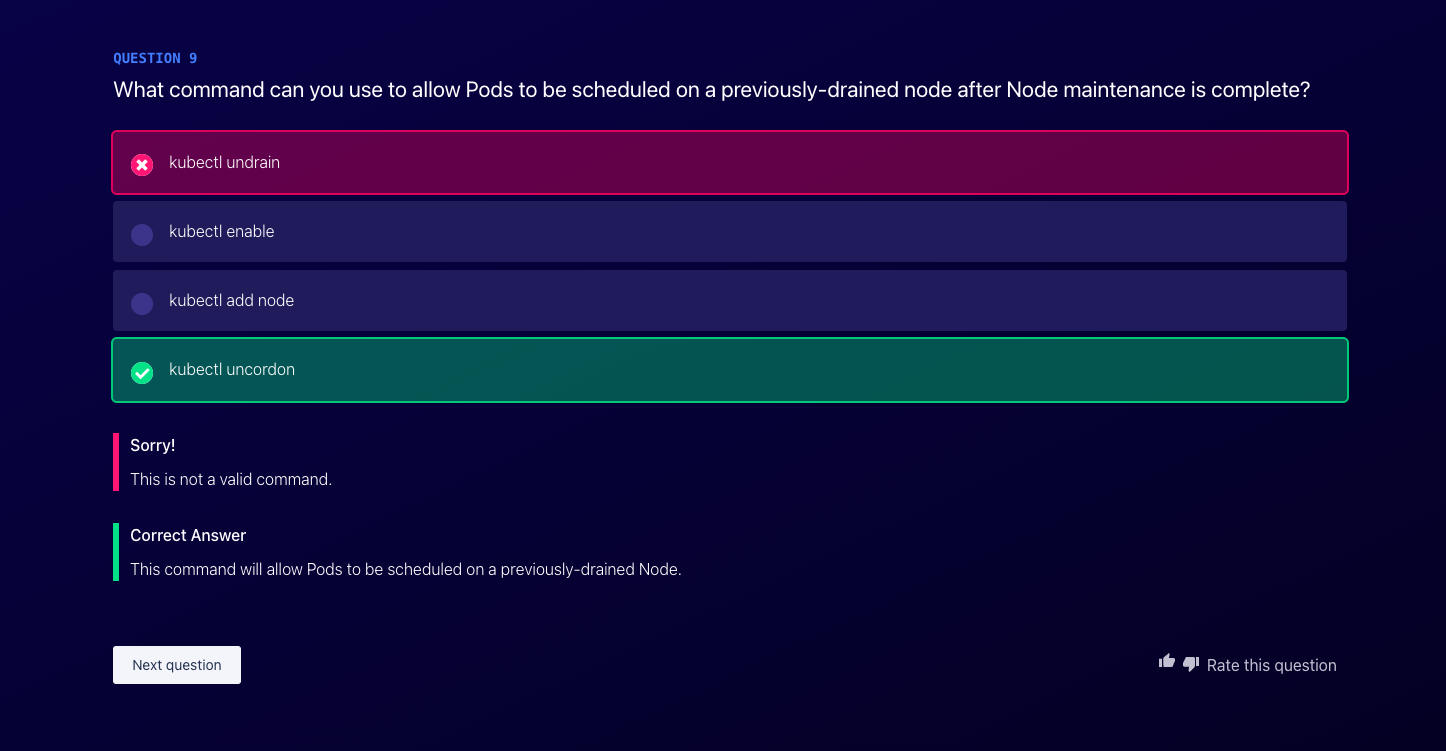 QUESTION 9
What command can you use to allow Pods to be scheduled on a previously-drained node after Node maintenance is complete?
kubectl undrain
kubectl enable
kubectl add node
kubectl uncordon
Sorry!
This is not a valid command.
Correct Answer
This command will allow Pods to be scheduled on a previously-drained Node.
Next question
Rate this question